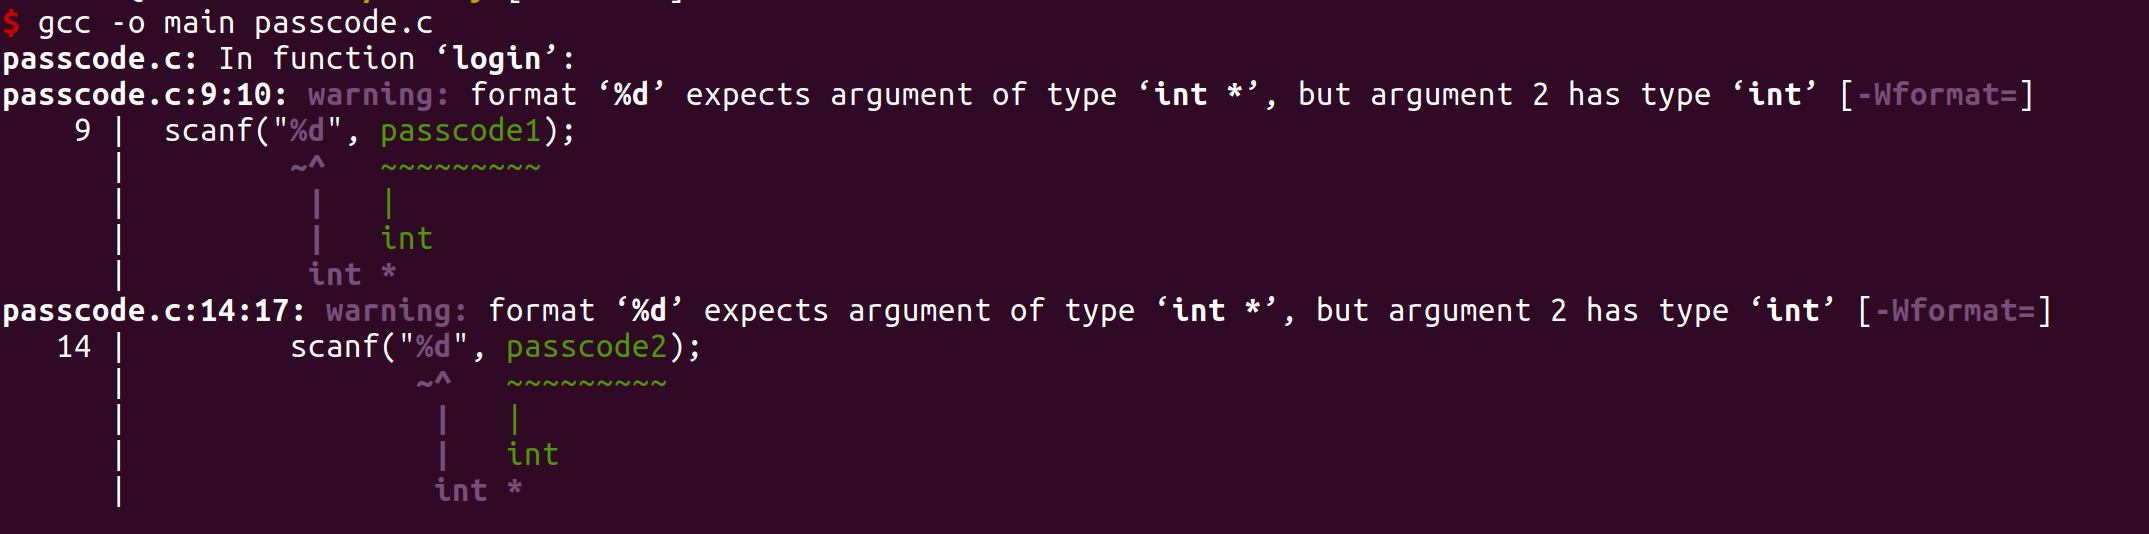 $ gcc -o main passcode.c
passcode.c: In function ‘login’:
passcode.c:9:10: warning: format ‘%d’ expects argument of type ‘int *’, but argument 2 has type ‘int’ [-Wformat=]
    9 |  scanf("%d", passcode1);
      |         ~^   ~~~~~~~~~
      |          |   |
      |          |   int
      |          int *
passcode.c:14:17: warning: format ‘%d’ expects argument of type ‘int *’, but argument 2 has type ‘int’ [-Wformat=]
   14 |         scanf("%d", passcode2);
      |                ~^   ~~~~~~~~~
      |                 |   |
      |                 |   int
      |                 int *